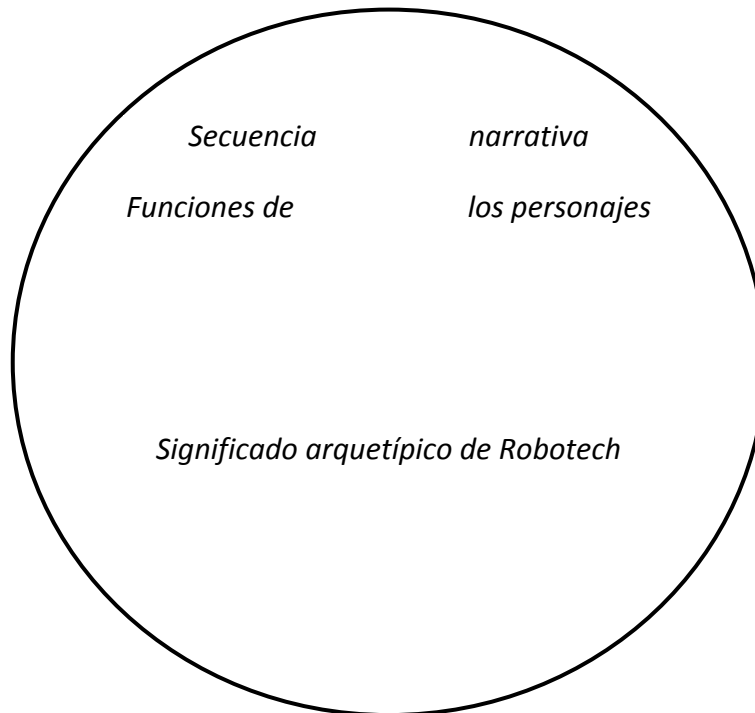 Secuencia narrativa
Funciones de los personajes
Significado arquetípico de Robotech